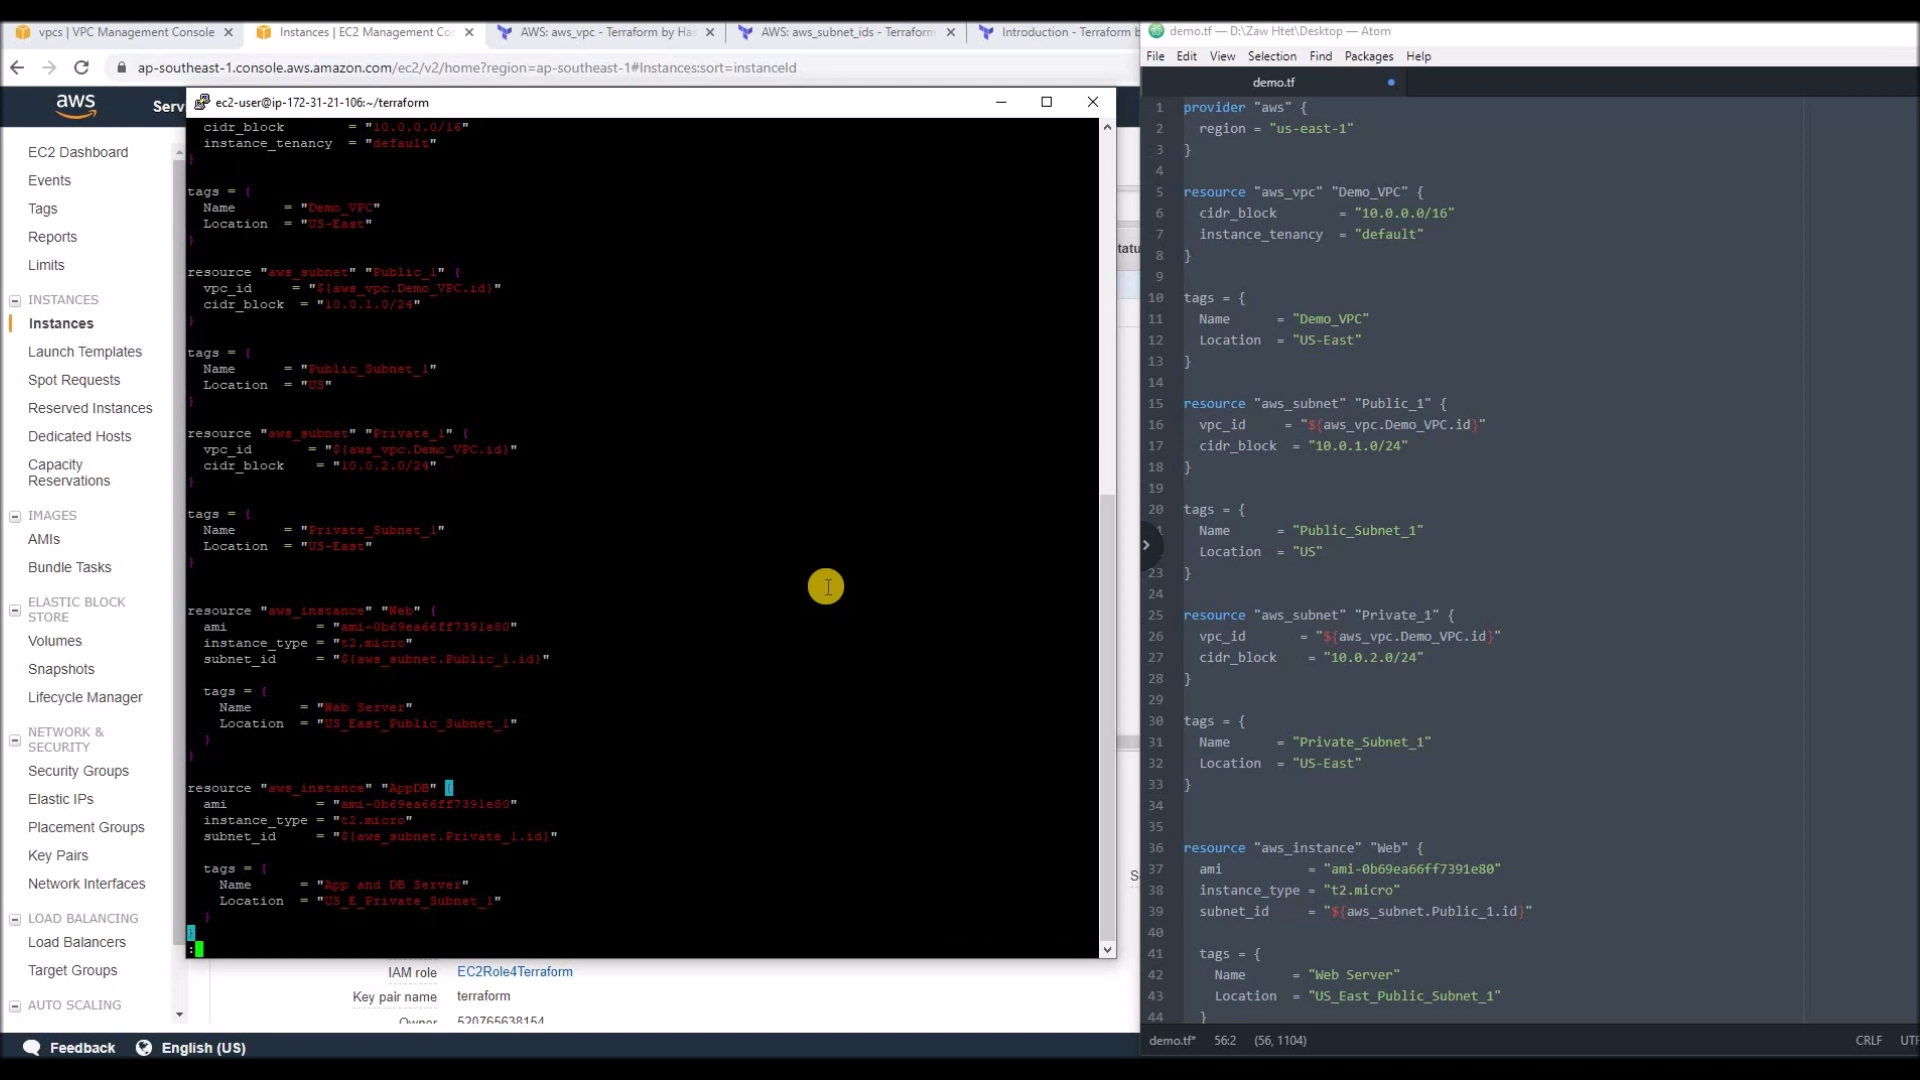 vpcs | VPC Management Console
Instances | EC2 Management Con
AWS: aws_vpc - Terraform by Has
AWS: aws_subnet_ids - Terraform
Introduction - Terraform b
ap-southeast-1.console.aws.amazon.com/ec2/v2/home?region=ap-southeast-1#Instances:sort=instanceId
aws
Serv
EC2 Dashboard
Events
Tags
Reports
Limits
INSTANCES
Instances
Launch Templates
Spot Requests
Reserved Instances
Dedicated Hosts
Capacity
Reservations
IMAGES
AMIs
Bundle Tasks
ELASTIC BLOCK
STORE
Volumes
Snapshots
Lifecycle Manager
NETWORK &
SECURITY
Security Groups
Elastic IPs
Placement Groups
Key Pairs
Network Interfaces
LOAD BALANCING
Load Balancers
Target Groups
AUTO SCALING
Feedback
English (US)
ec2-user@ip-172-31-21-106:~/terraform
cidr_block = "10.0.0.0/16"
instance_tenancy = "default"
}
tags = {
Name = "Demo_VPC"
Location = "US-East"
}
resource "aws_subnet" "Public_1" {
vpc_id = "${aws_vpc.Demo_VPC.id}"
cidr_block = "10.0.1.0/24"
}
tags = {
Name = "Public_Subnet_1"
Location = "US"
}
resource "aws_subnet" "Private_1" {
vpc_id = "${aws_vpc.Demo_VPC.id}"
cidr_block = "10.0.2.0/24"
}
tags = {
Name = "Private_Subnet_1"
Location = "US-East"
}
resource "aws_instance" "Web" {
ami = "ami-0b69ea66ff7391e80"
instance_type = "t2.micro"
subnet_id = "${aws_subnet.Public_1.id}"
tags = {
Name = "Web Server"
Location = "US_East_Public_Subnet_1"
}
}
resource "aws_instance" "AppDB" {
ami = "ami-0b69ea66ff7391e80"
instance_type = "t2.micro"
subnet_id = "${aws_subnet.Private_1.id}"
tags = {
Name = "App and DB Server"
Location = "US_E_Private_Subnet_1"
}
}
:
tatu
IAM role EC2Role4Terraform
Key pair name terraform
Owner 520765638154
demo.tf — D:\Zaw Htet\Desktop — Atom
File Edit View Selection Find Packages Help
demo.tf
1 provider "aws" {
2 region = "us-east-1"
3 }
4
5 resource "aws_vpc" "Demo_VPC" {
6 cidr_block = "10.0.0.0/16"
7 instance_tenancy = "default"
8 }
9
10 tags = {
11 Name = "Demo_VPC"
12 Location = "US-East"
13 }
14
15 resource "aws_subnet" "Public_1" {
16 vpc_id = "${aws_vpc.Demo_VPC.id}"
17 cidr_block = "10.0.1.0/24"
18 }
19
20 tags = {
Name = "Public_Subnet_1"
Location = "US"
23 }
24
25 resource "aws_subnet" "Private_1" {
26 vpc_id = "${aws_vpc.Demo_VPC.id}"
27 cidr_block = "10.0.2.0/24"
28 }
29
30 tags = {
31 Name = "Private_Subnet_1"
32 Location = "US-East"
33 }
34
35
36 resource "aws_instance" "Web" {
37 ami = "ami-0b69ea66ff7391e80"
38 instance_type = "t2.micro"
39 subnet_id = "${aws_subnet.Public_1.id}"
40
41 tags = {
42 Name = "Web Server"
43 Location = "US_East_Public_Subnet_1"
44 }
demo.tf* 56:2 (56, 1104)
CRLF UT